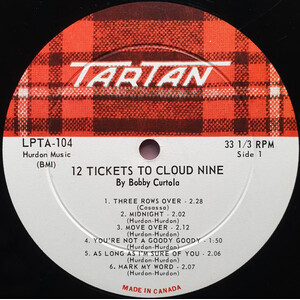 TARTAN
LPTA-104
Hurdon Music
(BMI)
33 1/3 RPM
Side 1
12 TICKETS TO CLOUD NINE
By Bobby Curtola
1. THREE ROWS OVER - 2.28
(Casassa)
2. MIDNIGHT - 2.02
(Hurdon-Hurdon)
3. MOVE OVER - 2.12
(Hurdon-Hurdon)
4. YOU'RE NOT A GOODY GOODY - 1:50
(Hurdon-Hurdon)
5. AS LONG AS I'M SURE OF YOU - 2.06
(Hurdon-Hurdon)
6. MARK MY WORD - 2.07
(Hurdon-Hurdon)
MADE IN CANADA